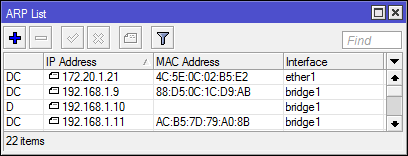 ARP List
Find
IP Address MAC Address Interface
DC 172.20.1.21 4C:5E:0C:02:B5:E2 ether1
DC 192.168.1.9 88:D5:0C:1C:D9:AB bridge1
D 192.168.1.10 bridge1
DC 192.168.1.11 AC:B5:7D:79:A0:8B bridge1
22 items